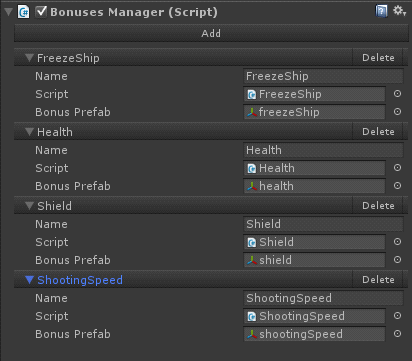 Bonuses Manager (Script)
Add
FreezeShip Delete
Name FreezeShip
Script FreezeShip
Bonus Prefab freezeShip
Health Delete
Name Health
Script Health
Bonus Prefab health
Shield Delete
Name Shield
Script Shield
Bonus Prefab shield
ShootingSpeed Delete
Name ShootingSpeed
Script ShootingSpeed
Bonus Prefab shootingSpeed